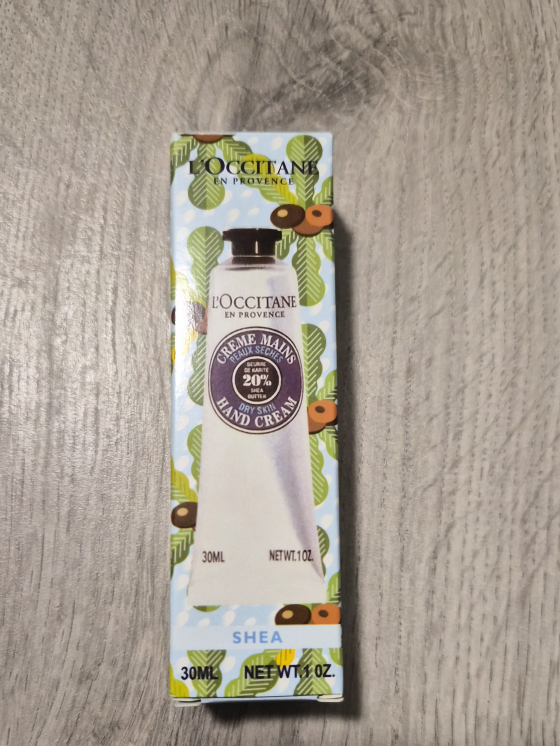 L'OCCITANE
EN PROVENCE
L'OCCITANE
EN PROVENCE
CREME MAINS
PEAUX SECHES
BEURRE
DE KARITÉ
20%
SHEA
BUTTER
DRY SKIN
HAND CREAM
30ML NET WT.1 OZ.
SHEA
30ML NET WT.1 OZ.